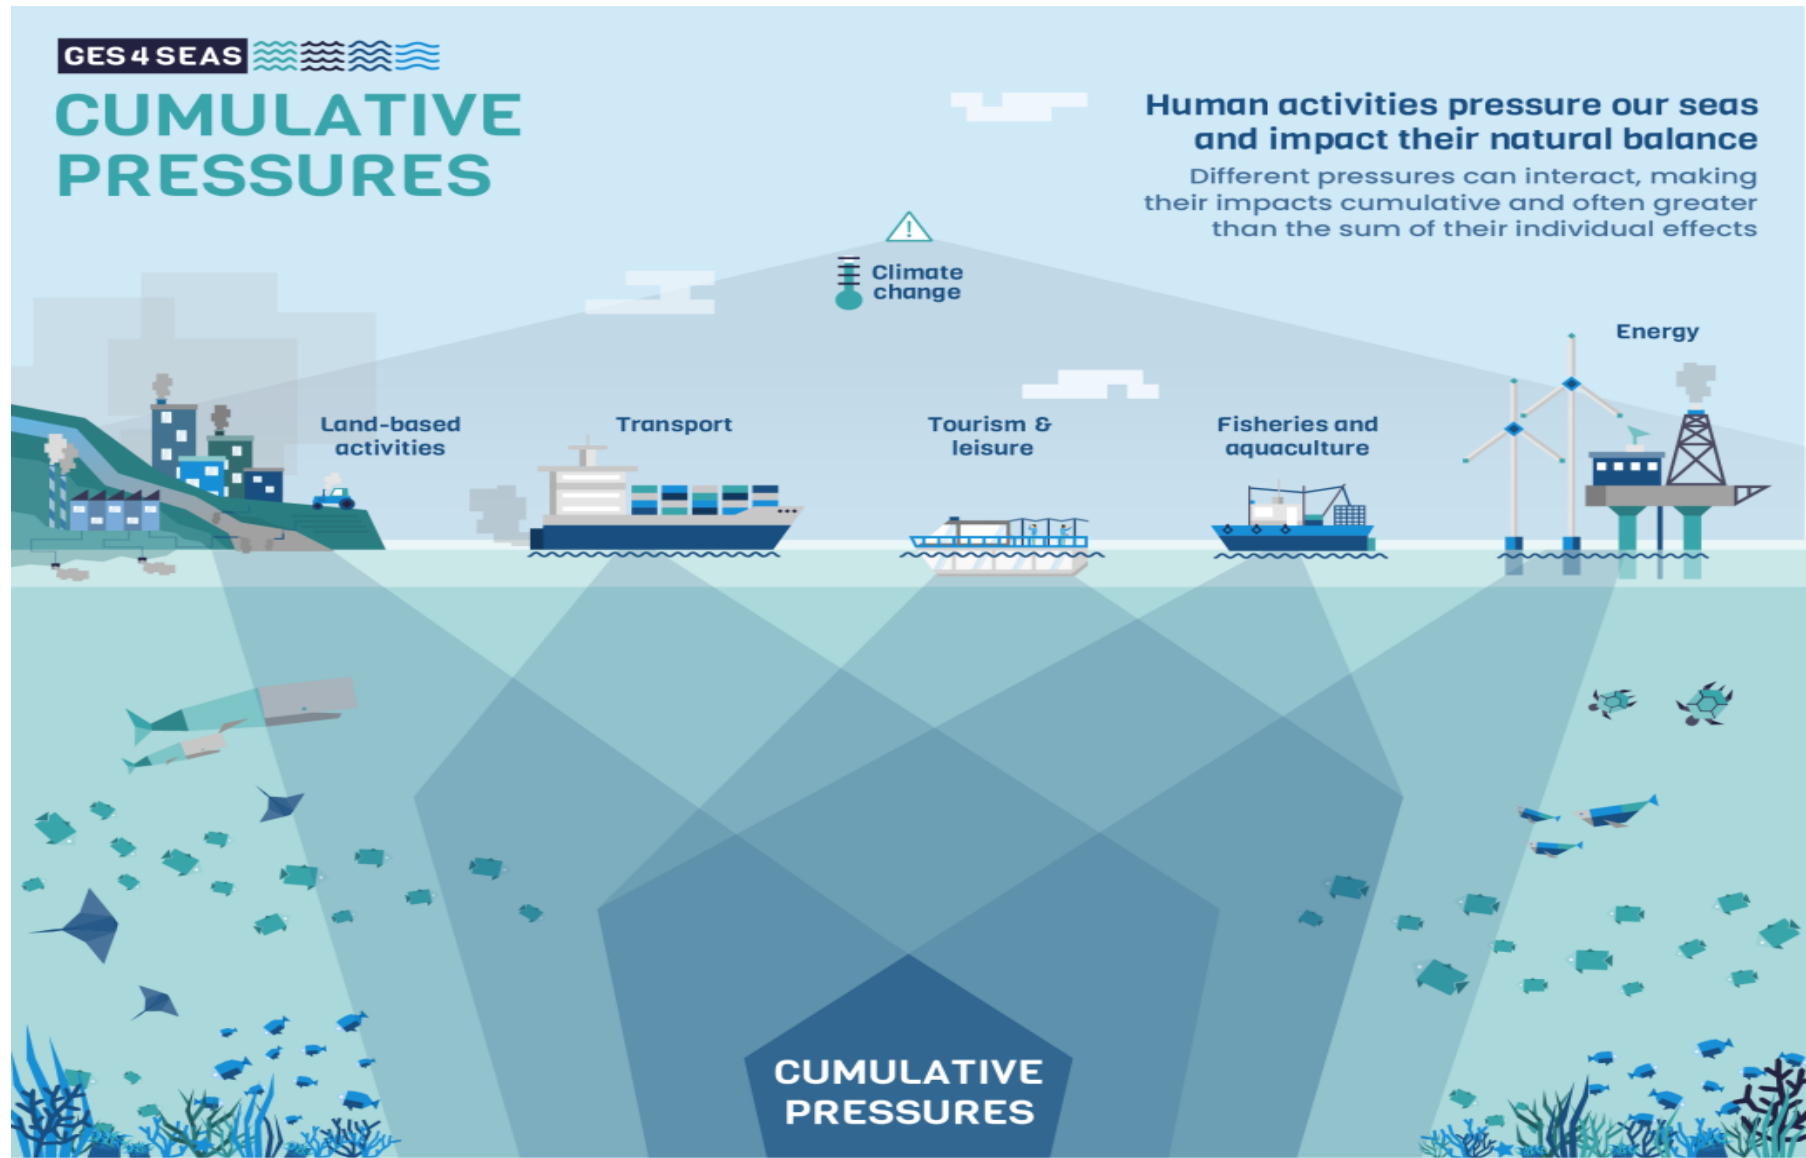 GES4SEAS
CUMULATIVE
PRESSURES
Human activities pressure our seas
and impact their natural balance
Different pressures can interact, making
their impacts cumulative and often greater
than the sum of their individual effects
Climate
change
Energy
Land-based
activities
Transport
Tourism &
leisure
Fisheries and
aquaculture
CUMULATIVE
PRESSURES